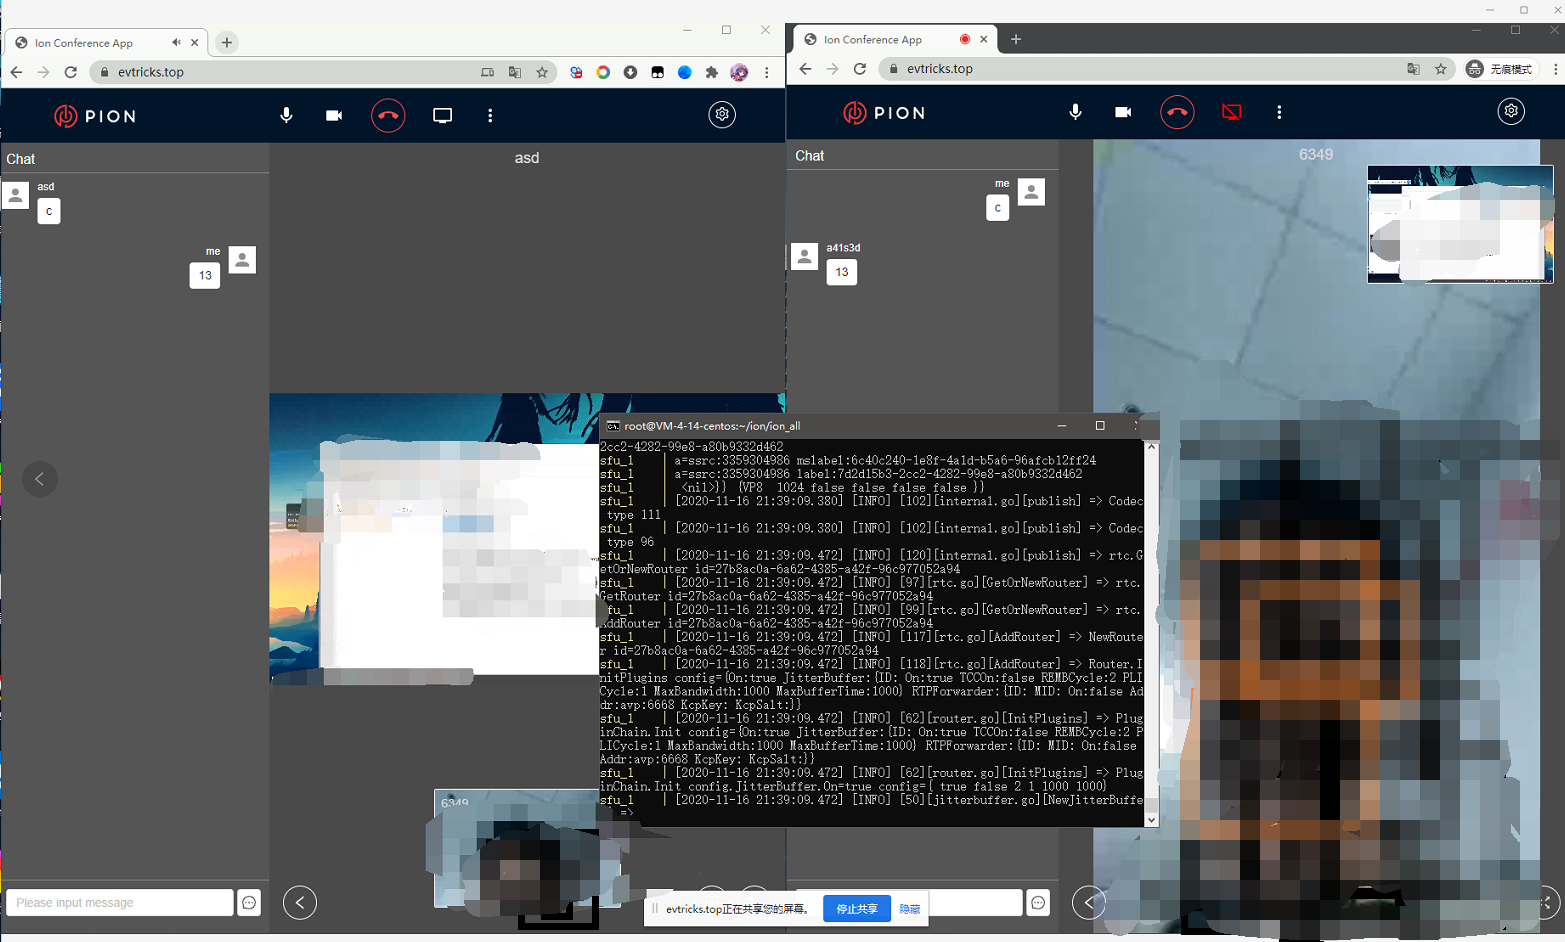 Ion Conference App
evtricks.top
PION
Chat
asd
asd
c
me
13
6349
Please input message
Ion Conference App
evtricks.top
无痕模式
PION
Chat
6349
me
c
a41s3d
13
root@VM-4-14-centos:~/ion/ion_all
2cc2-4282-99e8-a80b9332d462
sfu_1 | a=ssrc:3359304986 mslabel:6c40c240-1e8f-4a1d-b5a6-96afcb12ff24
sfu_1 | a=ssrc:3359304986 label:7d2d15b3-2cc2-4282-99e8-a80b9332d462
sfu_1 | <nil>}} {VP8 1024 false false false false }}
sfu_1 | [2020-11-16 21:39:09.380] [INFO] [102][internal.go][publish] => Codec
type 111
sfu_1 | [2020-11-16 21:39:09.380] [INFO] [102][internal.go][publish] => Codec
type 96
sfu_1 | [2020-11-16 21:39:09.472] [INFO] [120][internal.go][publish] => rtc.G
etOrNewRouter id=27b8ac0a-6a62-4385-a42f-96c977052a94
sfu_1 | [2020-11-16 21:39:09.472] [INFO] [97][rtc.go][GetOrNewRouter] => rtc.
GetRouter id=27b8ac0a-6a62-4385-a42f-96c977052a94
sfu_1 | [2020-11-16 21:39:09.472] [INFO] [99][rtc.go][GetOrNewRouter] => rtc.
AddRouter id=27b8ac0a-6a62-4385-a42f-96c977052a94
sfu_1 | [2020-11-16 21:39:09.472] [INFO] [117][rtc.go][AddRouter] => NewRoute
r id=27b8ac0a-6a62-4385-a42f-96c977052a94
sfu_1 | [2020-11-16 21:39:09.472] [INFO] [118][rtc.go][AddRouter] => Router.I
nitPlugins config={On:true JitterBuffer:{ID: On:true TCCOn:false REMBCycle:2 PLI
Cycle:1 MaxBandwidth:1000 MaxBufferTime:1000} RTPForwarder:{ID: MID: On:false Ad
dr:avp:6668 KcpKey: KcpSalt:}}
sfu_1 | [2020-11-16 21:39:09.472] [INFO] [62][router.go][InitPlugins] => Plug
inChain.Init config={On:true JitterBuffer:{ID: On:true TCCOn:false REMBCycle:2 P
LICycle:1 MaxBandwidth:1000 MaxBufferTime:1000} RTPForwarder:{ID: MID: On:false
Addr:avp:6668 KcpKey: KcpSalt:}}
sfu_1 | [2020-11-16 21:39:09.472] [INFO] [62][router.go][InitPlugins] => Plug
inChain.Init config.JitterBuffer.On=true config={ true false 2 1 1000 1000}
sfu_1 | [2020-11-16 21:39:09.472] [INFO] [50][jitterbuffer.go][NewJitterBuffe
=>
evtricks.top正在共享您的屏幕。
停止共享
隐藏